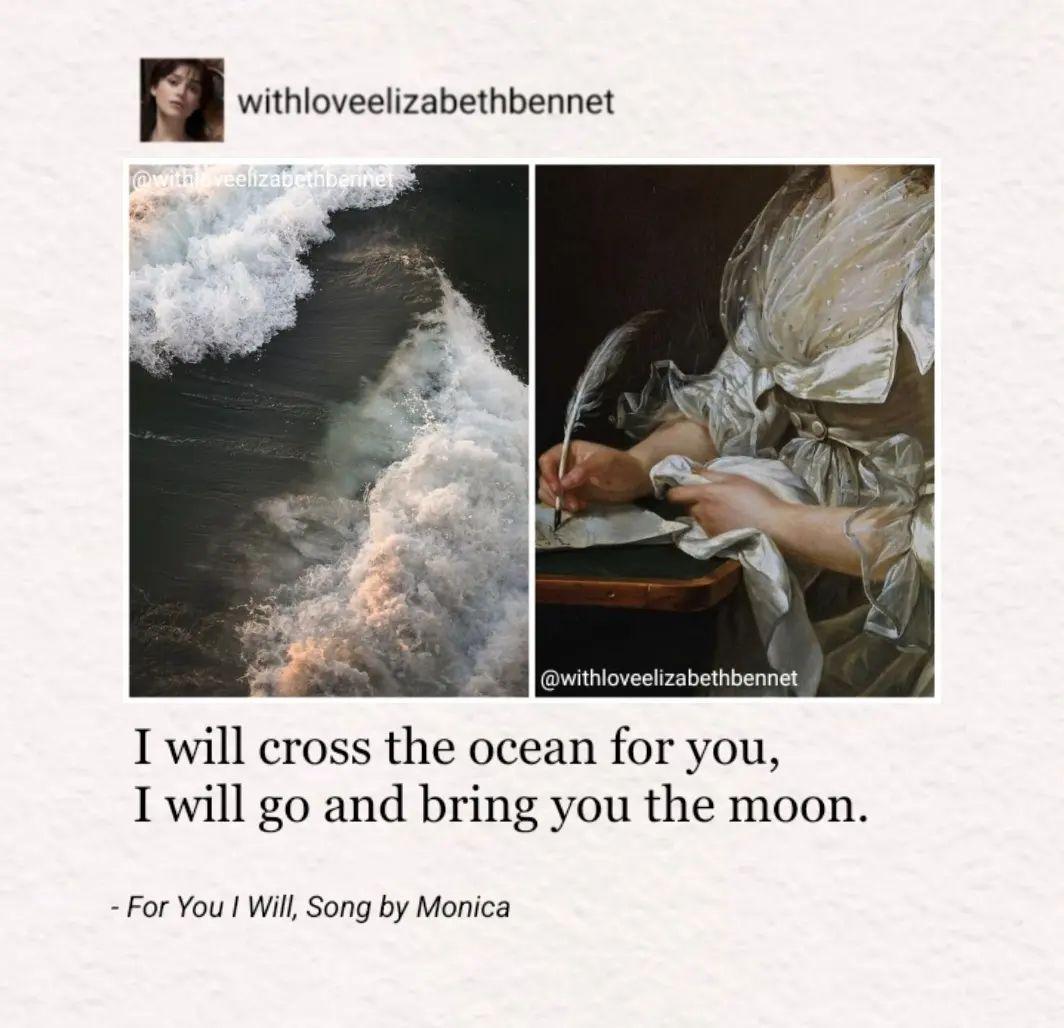 withloveelizabethbennet
@withloveelizabethbennet
@withloveelizabethbennet
I will cross the ocean for you,
I will go and bring you the moon.
- For You I Will, Song by Monica